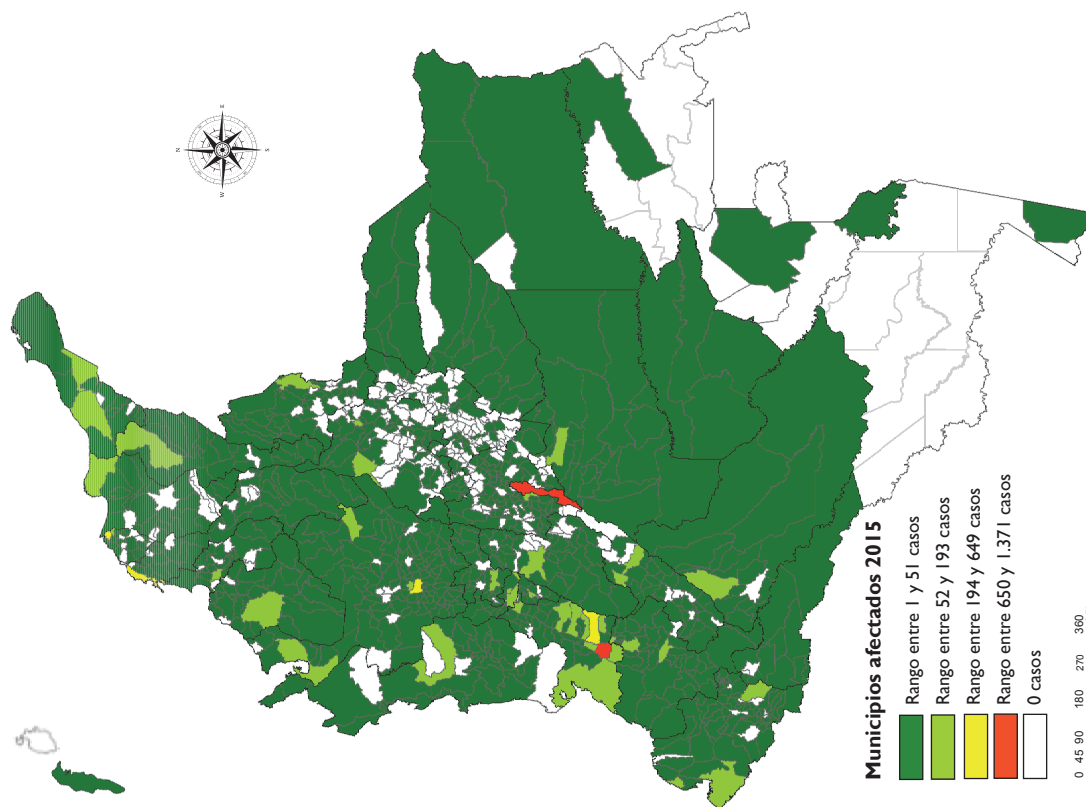 N
E
S
W
Municipios afectados 2015
Rango entre 1 y 51 casos
Rango entre 52 y 193 casos
Rango entre 194 y 649 casos
Rango entre 650 y 1.371 casos
0 casos
0 45 90 180 270 360